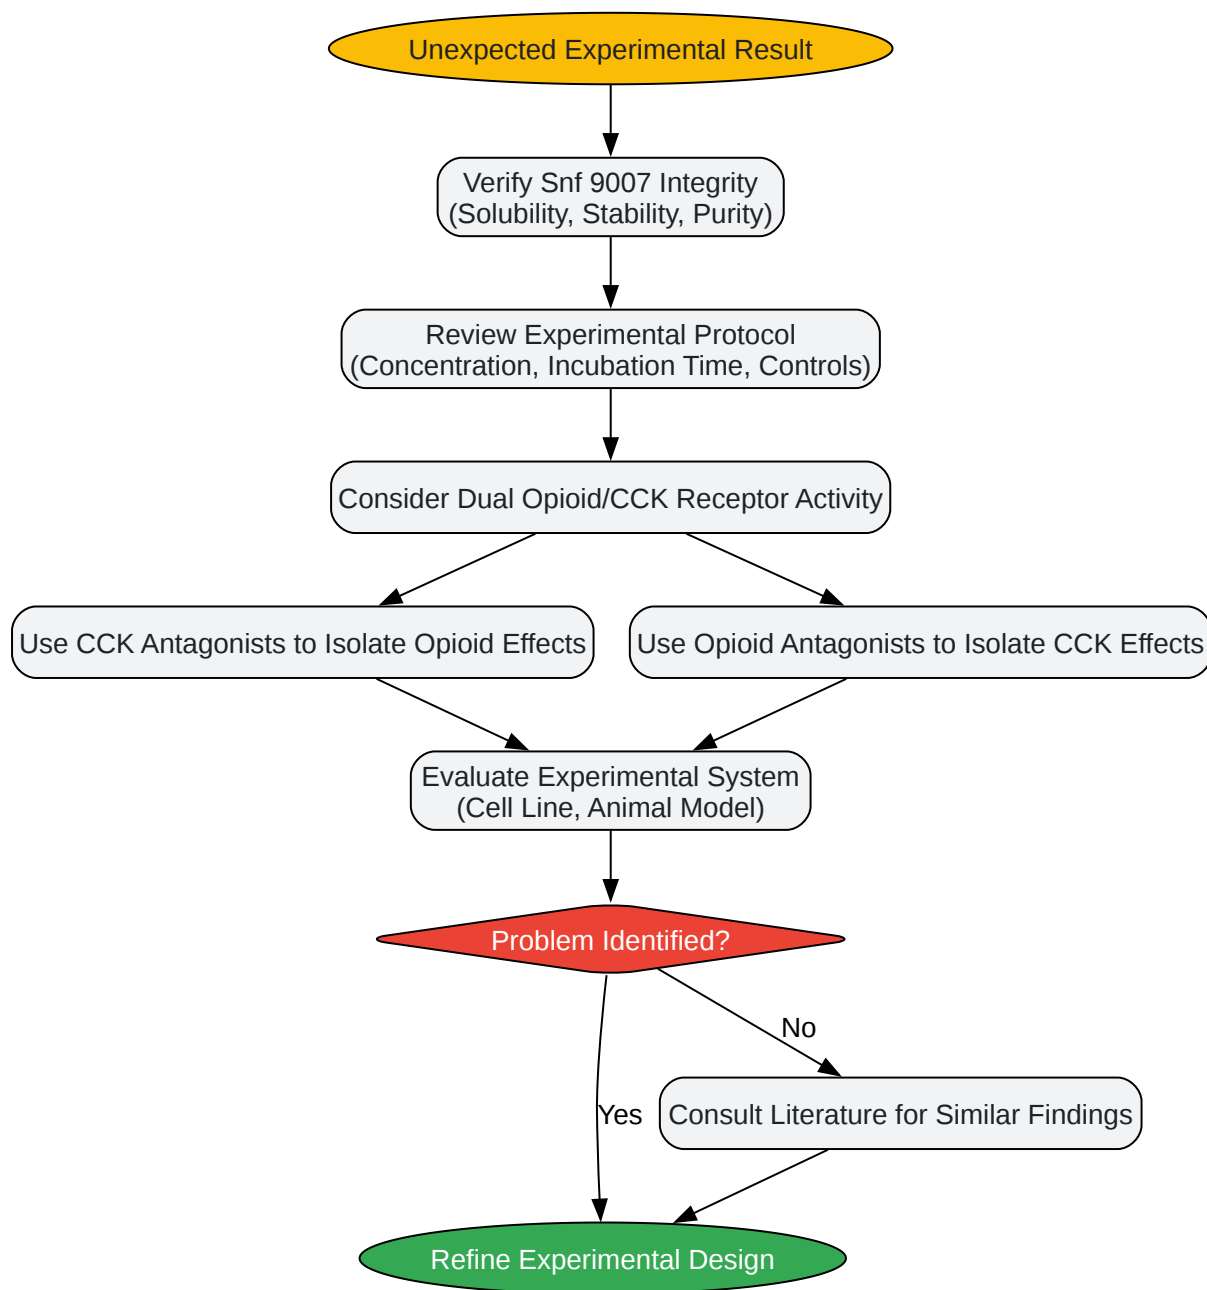 Unexpected Experimental Result
Verify Snf 9007 Integrity
(Solubility, Stability, Purity)
Review Experimental Protocol
(Concentration, Incubation Time, Controls)
Consider Dual Opioid/CCK Receptor Activity
Use CCK Antagonists to Isolate Opioid Effects
Use Opioid Antagonists to Isolate CCK Effects
Evaluate Experimental System
(Cell Line, Animal Model)
Problem Identified?
No
Yes
Consult Literature for Similar Findings
Refine Experimental Design